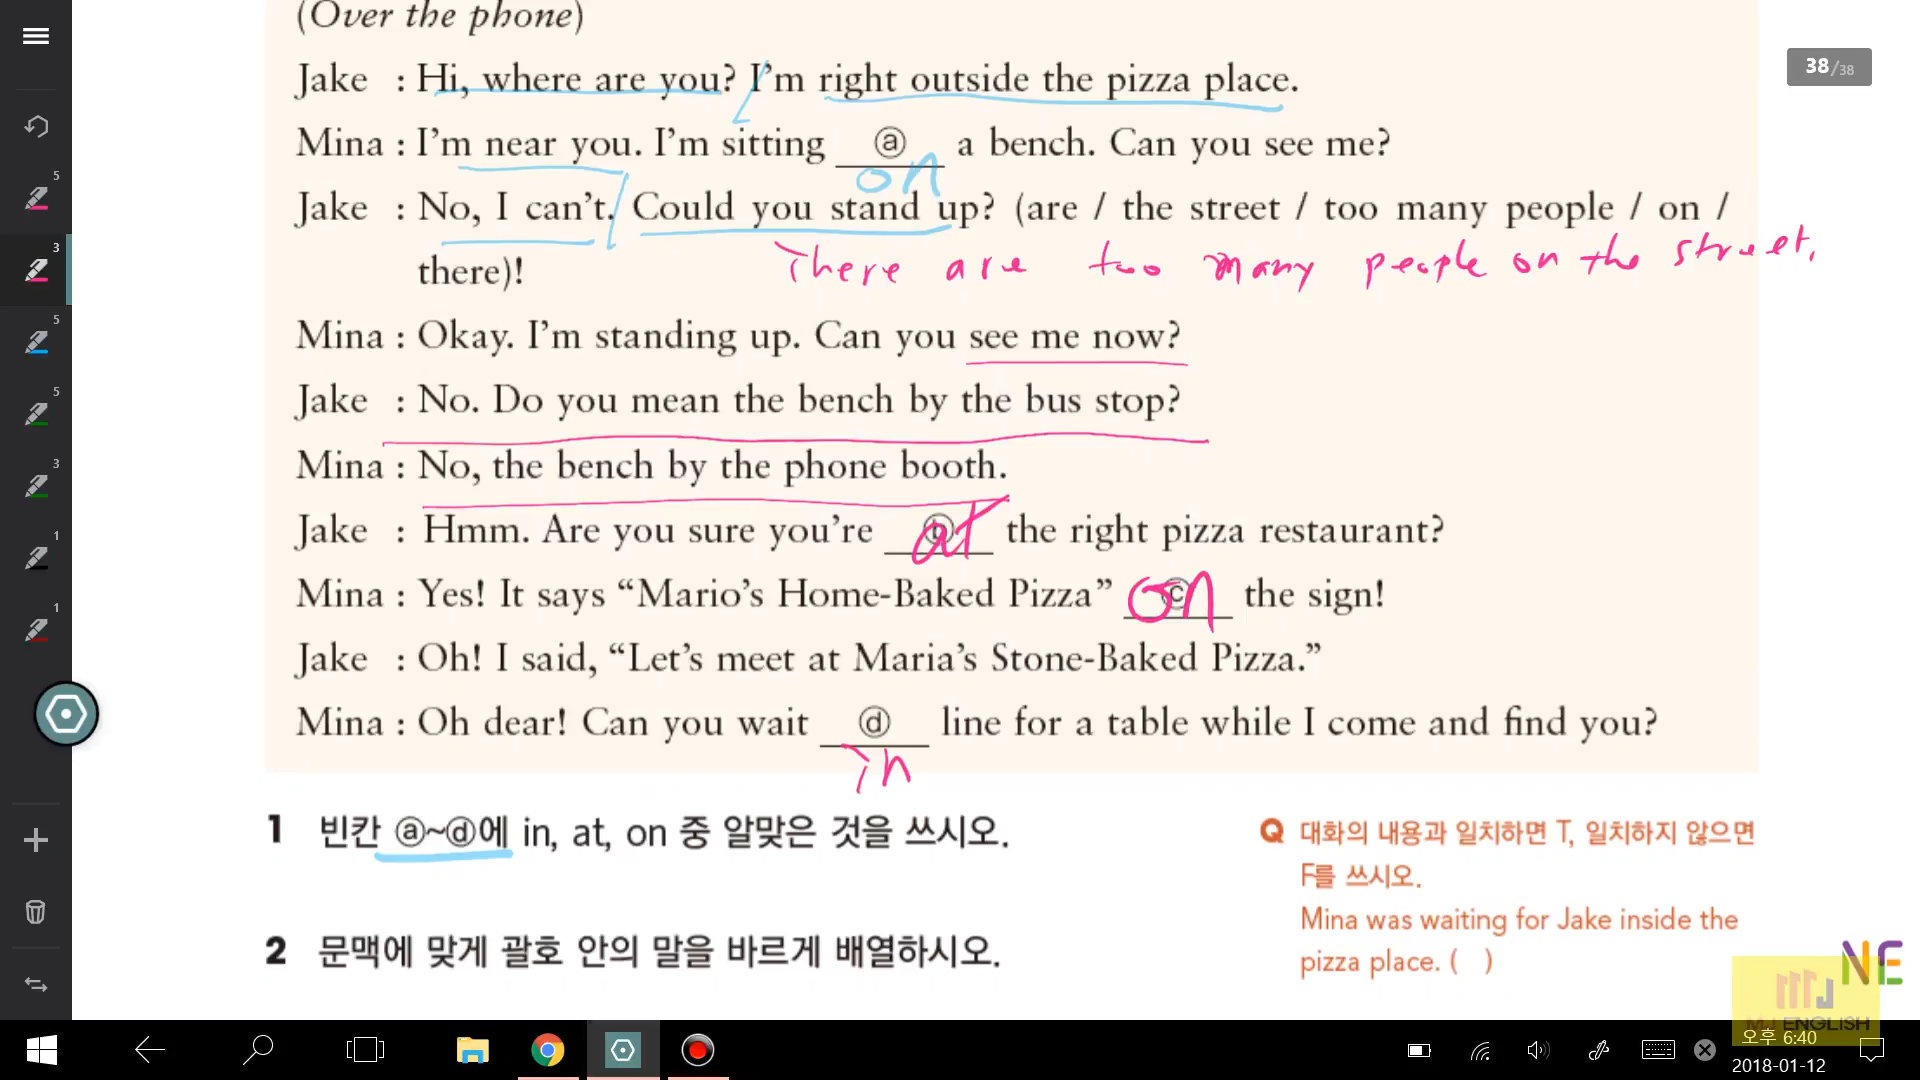 (Over the phone)
38/38
Jake : Hi, where are you? I'm right outside the pizza place.
Mina : I'm near you. I'm sitting ⓐ a bench. Can you see me?
on
Jake : No, I can't. Could you stand up? (are / the street / too many people / on /
there)!
There are too many people on the street.
Mina : Okay. I'm standing up. Can you see me now?
Jake : No. Do you mean the bench by the bus stop?
Mina : No, the bench by the phone booth.
Jake : Hmm. Are you sure you're ⓑ at the right pizza restaurant?
Mina : Yes! It says “Mario's Home-Baked Pizza” ⓒ on the sign!
Jake : Oh! I said, “Let's meet at Maria's Stone-Baked Pizza.”
Mina : Oh dear! Can you wait ⓓ line for a table while I come and find you?
in
1 빈칸 ⓐ~ⓓ에 in, at, on 중 알맞은 것을 쓰시오.
2 문맥에 맞게 괄호 안의 말을 바르게 배열하시오.
Q 대화의 내용과 일치하면 T, 일치하지 않으면
F를 쓰시오.
Mina was waiting for Jake inside the
pizza place. ( )
NE
MJ ENGLISH
5
3
5
5
3
1
1
오후 6:40
2018-01-12